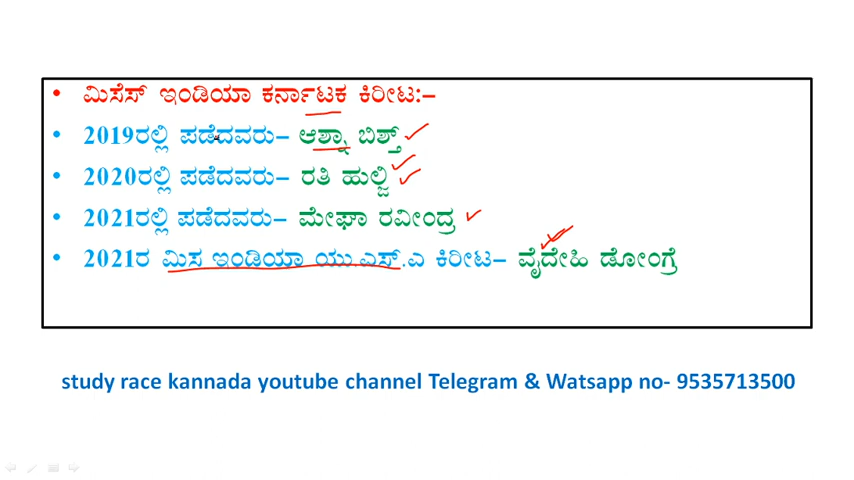 • ಮಿಸೆಸ್ ಇಂಡಿಯಾ ಕರ್ನಾಟಕ ಕಿರೀಟ:–
• 2019ರಲ್ಲಿ ಪಡೆದವರು– ಆಶ್ನಾ ಬಿಶ್ತ್
• 2020ರಲ್ಲಿ ಪಡೆದವರು– ರತಿ ಹುಲ್ಜಿ
• 2021ರಲ್ಲಿ ಪಡೆದವರು– ಮೇಘಾ ರವೀಂದ್ರ
• 2021ರ ಮಿಸ ಇಂಡಿಯಾ ಯು.ಎಸ್.ಎ ಕಿರೀಟ– ವೈದೇಹಿ ಡೋಂಗ್ರೆ
study race kannada youtube channel Telegram & Watsapp no- 9535713500